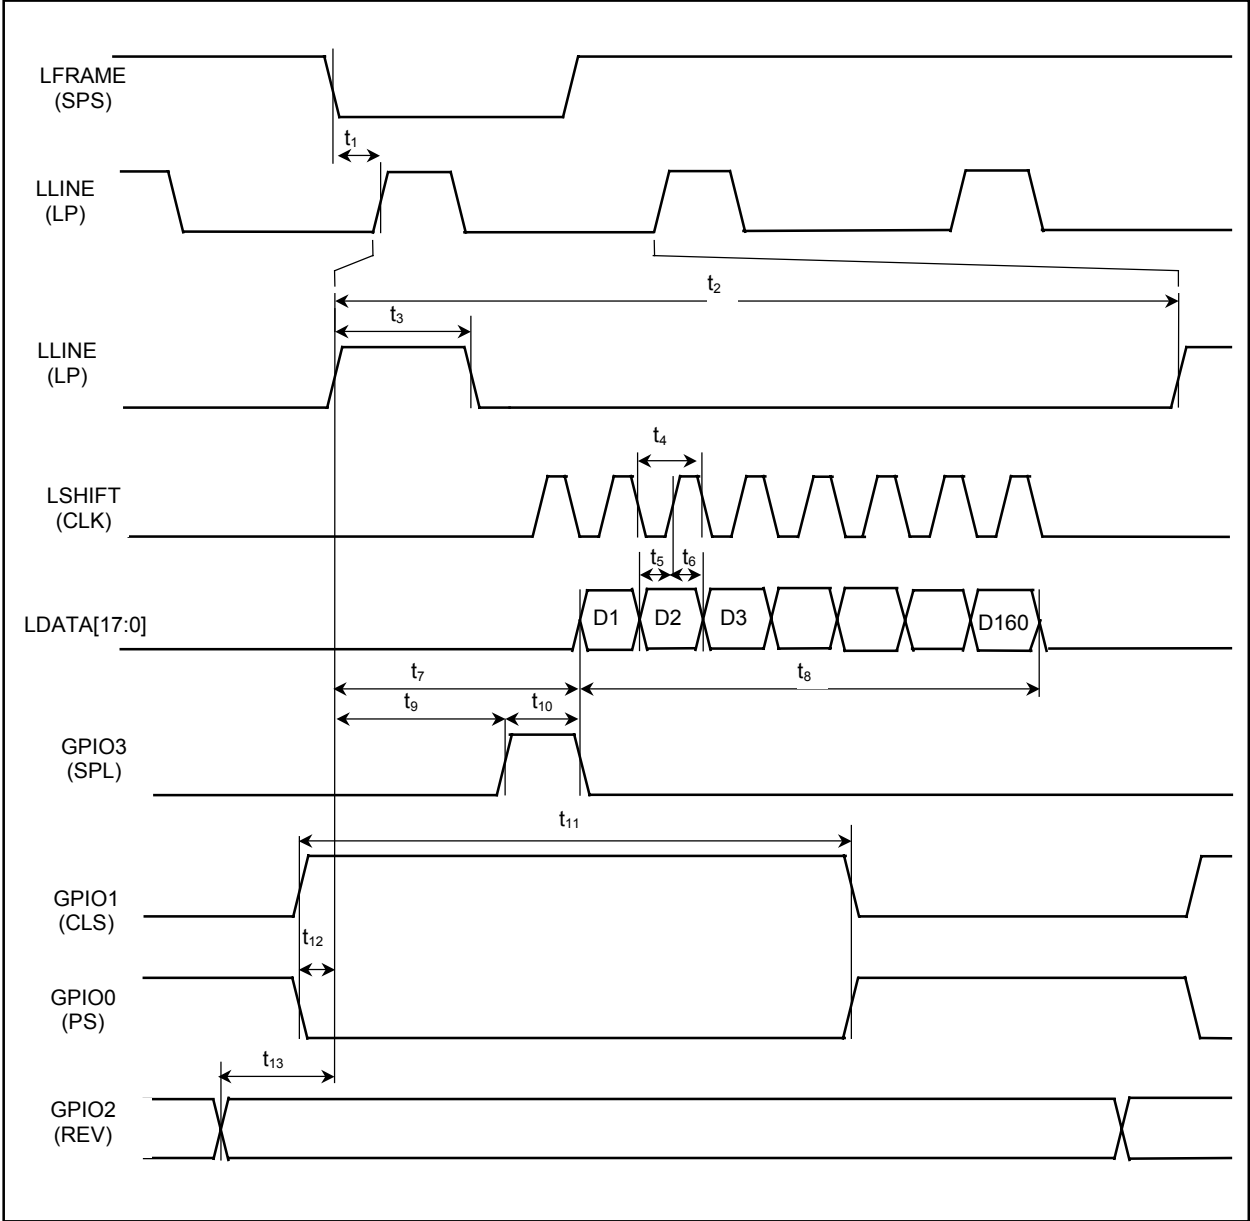 LFRAME
(SPS)
t1
LLINE
(LP)
t2
t3
LLINE
(LP)
t4
LSHIFT
(CLK)
t5 t6
LDATA[17:0] D1 D2 D3 D160
t7 t8
t9 t10
GPIO3
(SPL)
t11
GPIO1
(CLS)
t12
GPIO0
(PS)
t13
GPIO2
(REV)